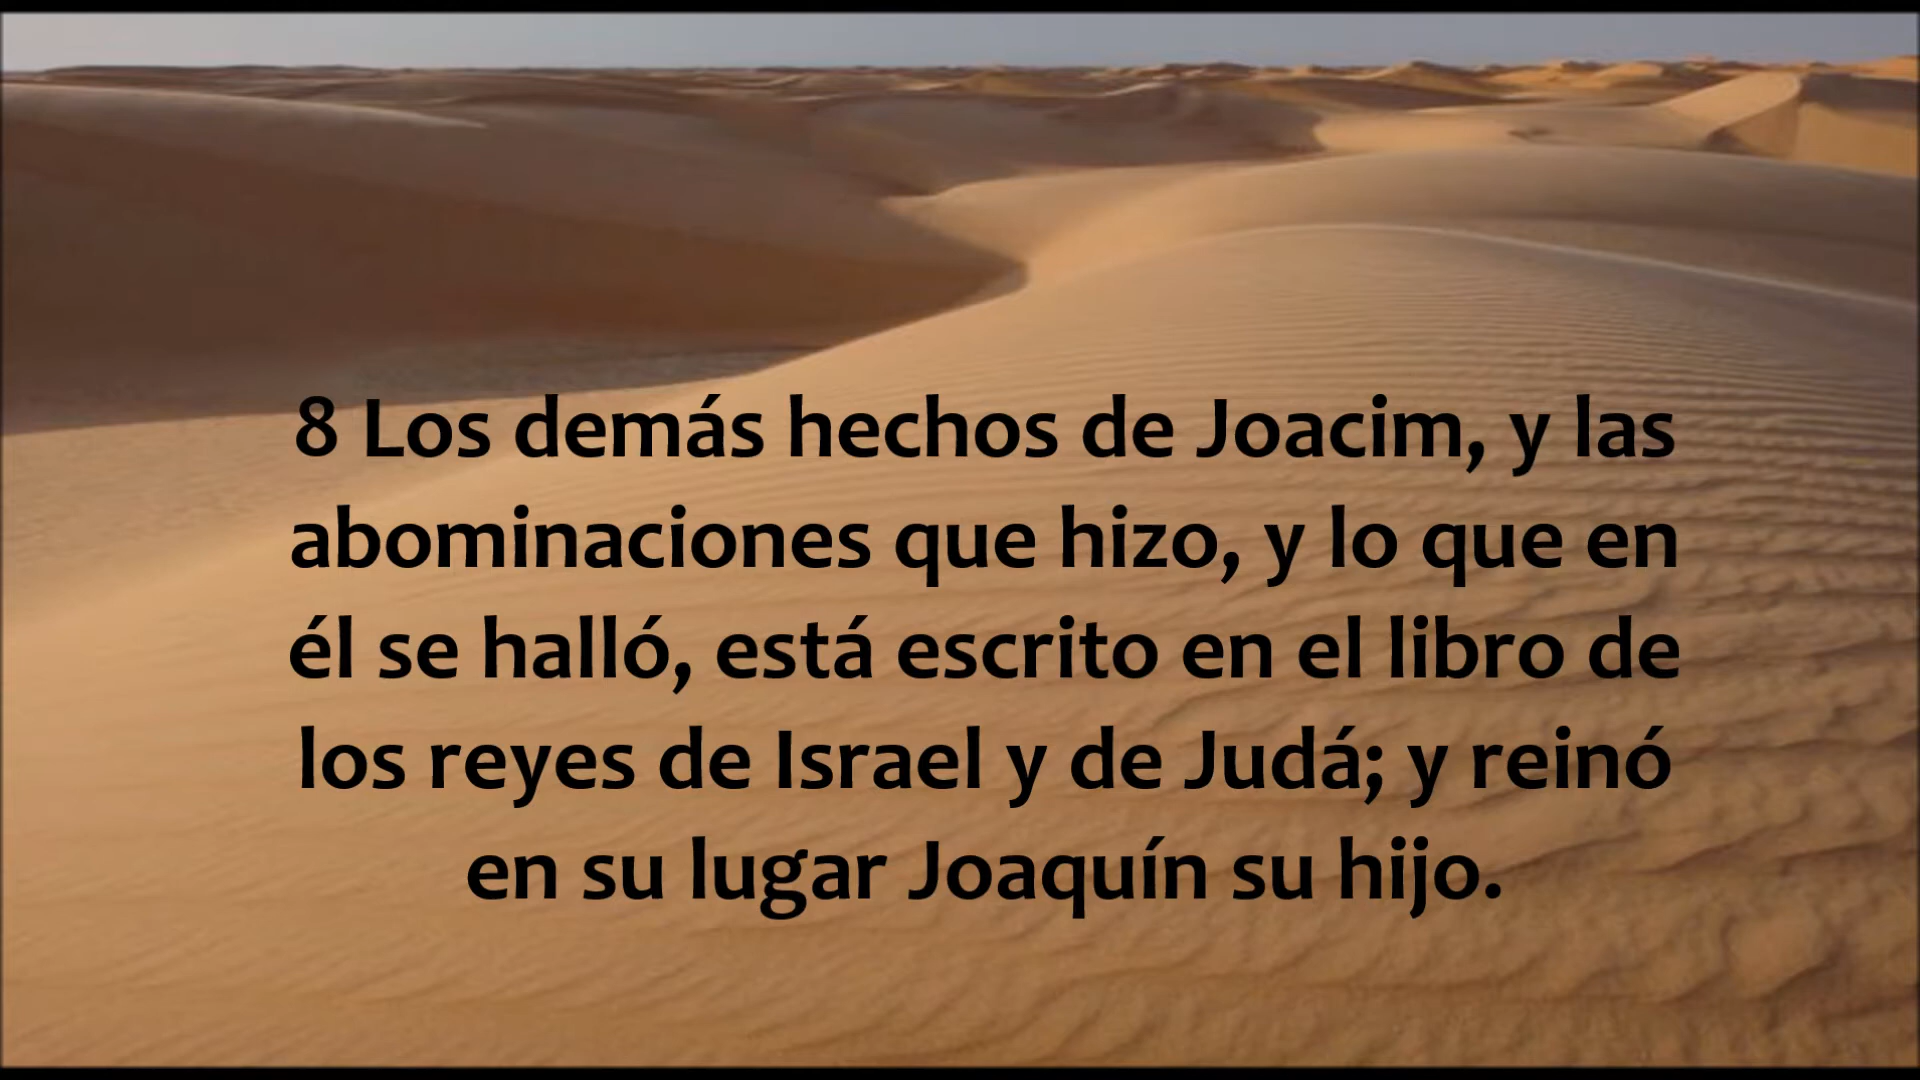 8 Los demás hechos de Joacim, y las
abominaciones que hizo, y lo que en
él se halló, está escrito en el libro de
los reyes de Israel y de Judá; y reinó
en su lugar Joaquín su hijo.